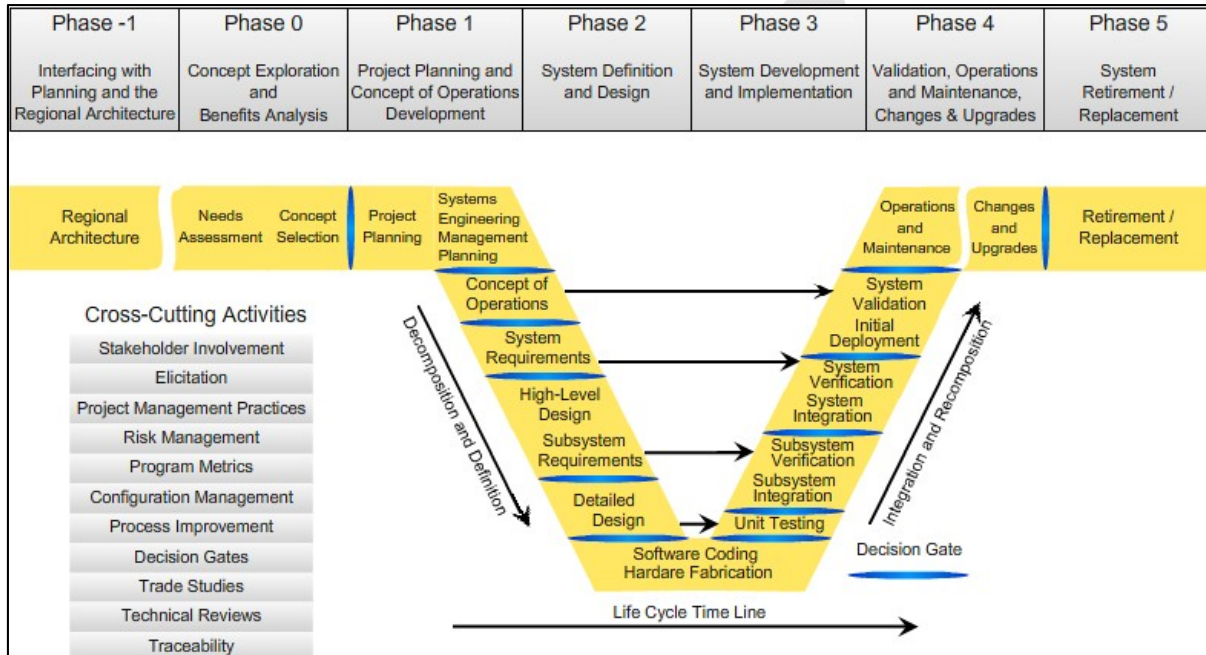 Phase -1
Interfacing with
Planning and the
Regional Architecture
Phase 0
Concept Exploration
and
Benefits Analysis
Phase 1
Project Planning and
Concept of Operations
Development
Phase 2
System Definition
and Design
Phase 3
System Development
and Implementation
Phase 4
Validation, Operations
and Maintenance,
Changes & Upgrades
Phase 5
System
Retirement /
Replacement
Regional
Architecture
Needs
Assessment
Concept
Selection
Project
Planning
Systems
Engineering
Management
Planning
Concept of
Operations
System
Requirements
High-Level
Design
Subsystem
Requirements
Detailed
Design
Software Coding
Hardare Fabrication
Unit Testing
Subsystem
Integration
Subsystem
Verification
System
Integration
System
Verification
Initial
Deployment
System
Validation
Operations
and
Maintenance
Changes
and
Upgrades
Retirement /
Replacement
Decomposition and Definition
Integration and Recomposition
Decision Gate
Life Cycle Time Line
Cross-Cutting Activities
Stakeholder Involvement
Elicitation
Project Management Practices
Risk Management
Program Metrics
Configuration Management
Process Improvement
Decision Gates
Trade Studies
Technical Reviews
Traceability